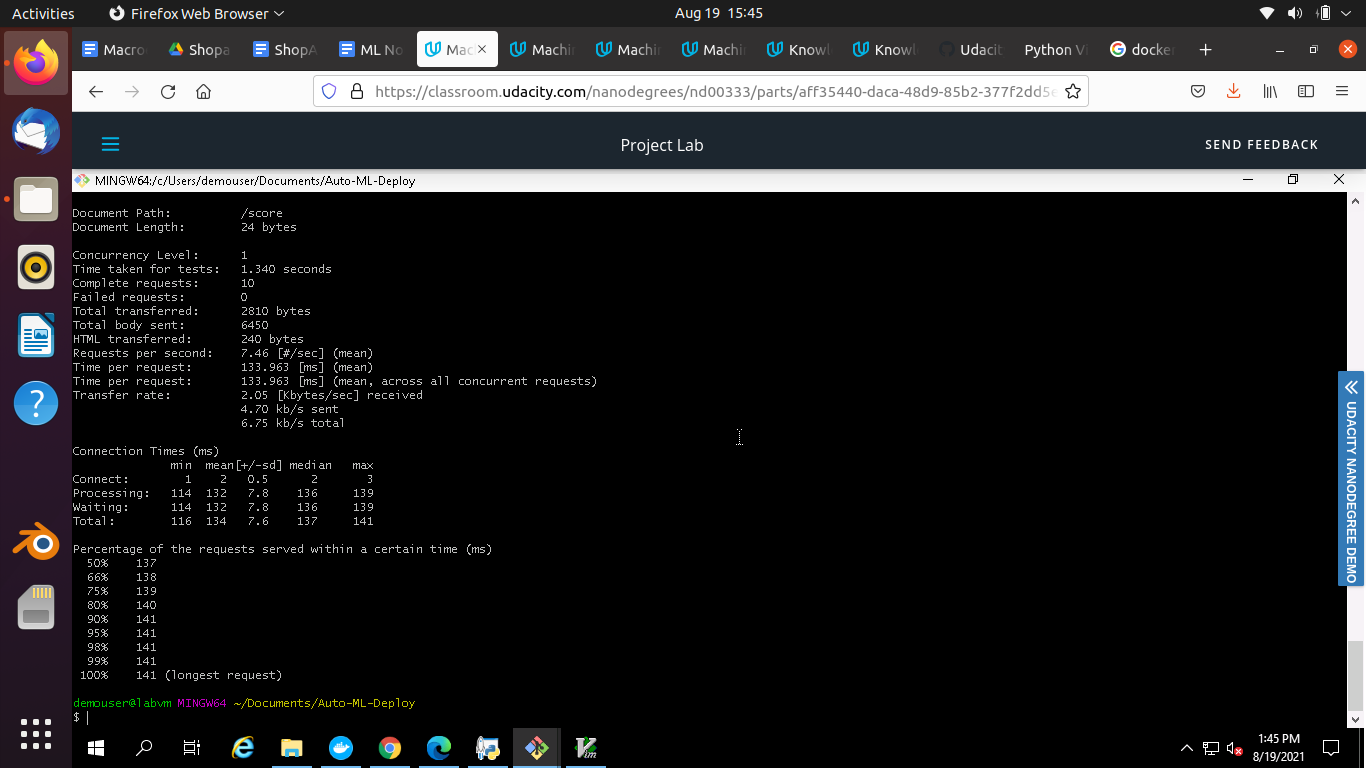 Activities
Firefox Web Browser
Aug 19 15:45
Macro
Shopa
ShopA
ML No
Mac
Machin
Machin
Machin
Knowl
Knowl
Udacit
Python Vi
docke
https://classroom.udacity.com/nanodegrees/nd00333/parts/aff35440-daca-48d9-85b2-377f2dd5e
Project Lab
SEND FEEDBACK
MINGW64:/c/Users/demouser/Documents/Auto-ML-Deploy
Document Path: /score
Document Length: 24 bytes
Concurrency Level: 1
Time taken for tests: 1.340 seconds
Complete requests: 10
Failed requests: 0
Total transferred: 2810 bytes
Total body sent: 6450
HTML transferred: 240 bytes
Requests per second: 7.46 [#/sec] (mean)
Time per request: 133.963 [ms] (mean)
Time per request: 133.963 [ms] (mean, across all concurrent requests)
Transfer rate: 2.05 [Kbytes/sec] received
4.70 kb/s sent
6.75 kb/s total
Connection Times (ms)
min mean[+/-sd] median max
Connect: 1 2 0.5 2 3
Processing: 114 132 7.8 136 139
Waiting: 114 132 7.8 136 139
Total: 116 134 7.6 137 141
Percentage of the requests served within a certain time (ms)
50% 137
66% 138
75% 139
80% 140
90% 141
95% 141
98% 141
99% 141
100% 141 (longest request)
demouser@labvm MINGW64 ~/Documents/Auto-ML-Deploy
$
UDACITY NANODEGREE DEMO
1:45 PM
8/19/2021